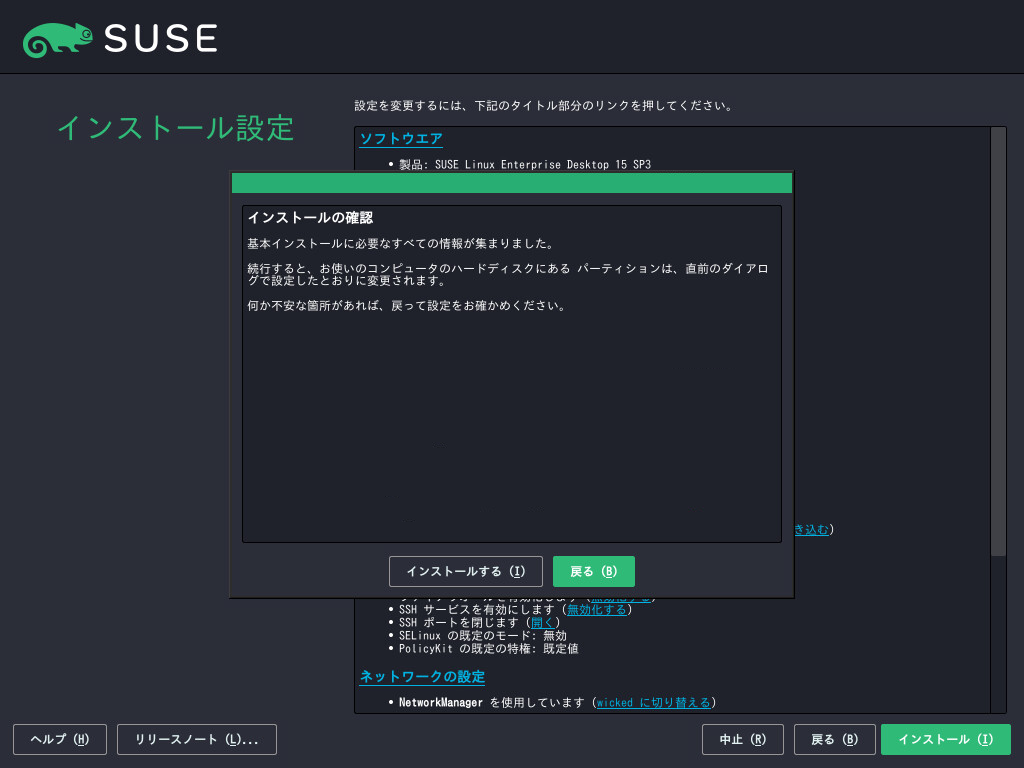 SUSE
インストール設定
設定を変更するには、下記のタイトル部分のリンクを押してください。
ソフトウエア
• 製品: SUSE Linux Enterprise Desktop 15 SP3
インストールの確認
基本インストールに必要なすべての情報が集まりました。
続行すると、お使いのコンピュータのハードディスクにある パーティションは、直前のダイアロ
グで設定したとおりに変更されます。
何か不安な箇所があれば、戻って設定をお確かめください。
き込む)
インストールする (I)
戻る (B)
• SSH サービスを有効にします (無効化する)
• SSH ポートを閉じます (開く)
• SELinux の既定のモード: 無効
• PolicyKit の既定の特権: 既定値
ネットワークの設定
• NetworkManager を使用しています (wicked に切り替える)
ヘルプ (H)
リリースノート (L)...
中止 (R)
戻る (B)
インストール (I)